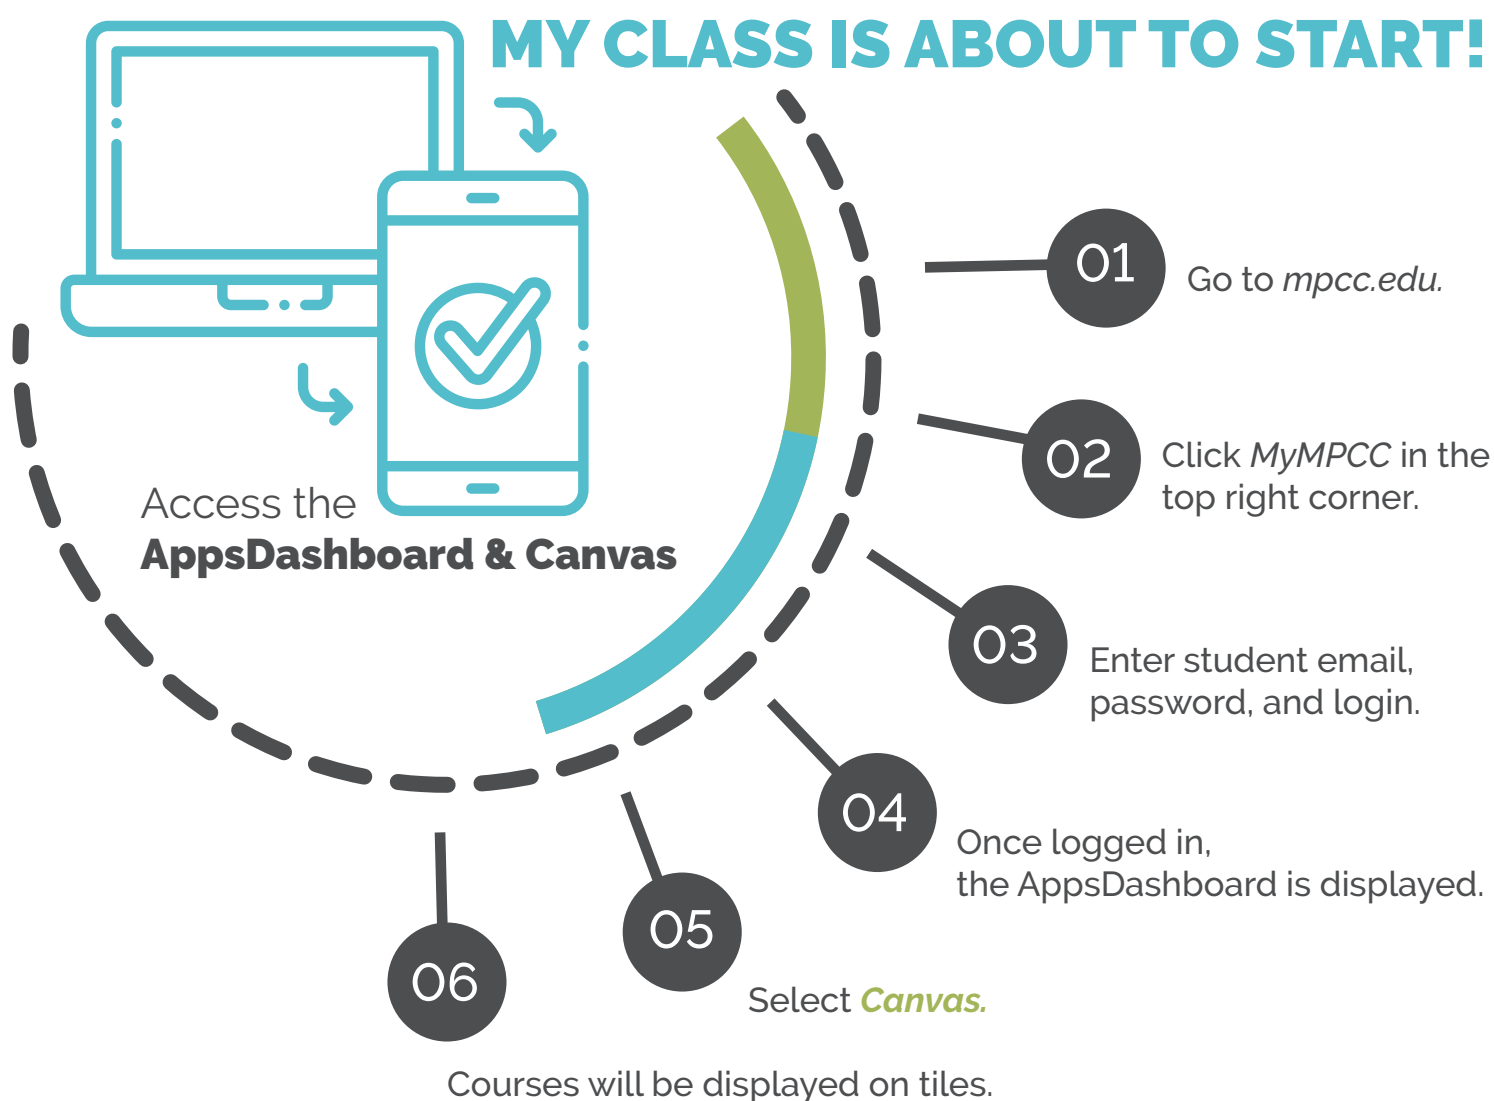 MY CLASS IS ABOUT TO START!
Access the
AppsDashboard & Canvas
01
Go to mpcc.edu.
02
Click MyMPCC in the
top right corner.
03
Enter student email,
password, and login.
04
Once logged in,
the AppsDashboard is displayed.
05
Select Canvas.
06
Courses will be displayed on tiles.